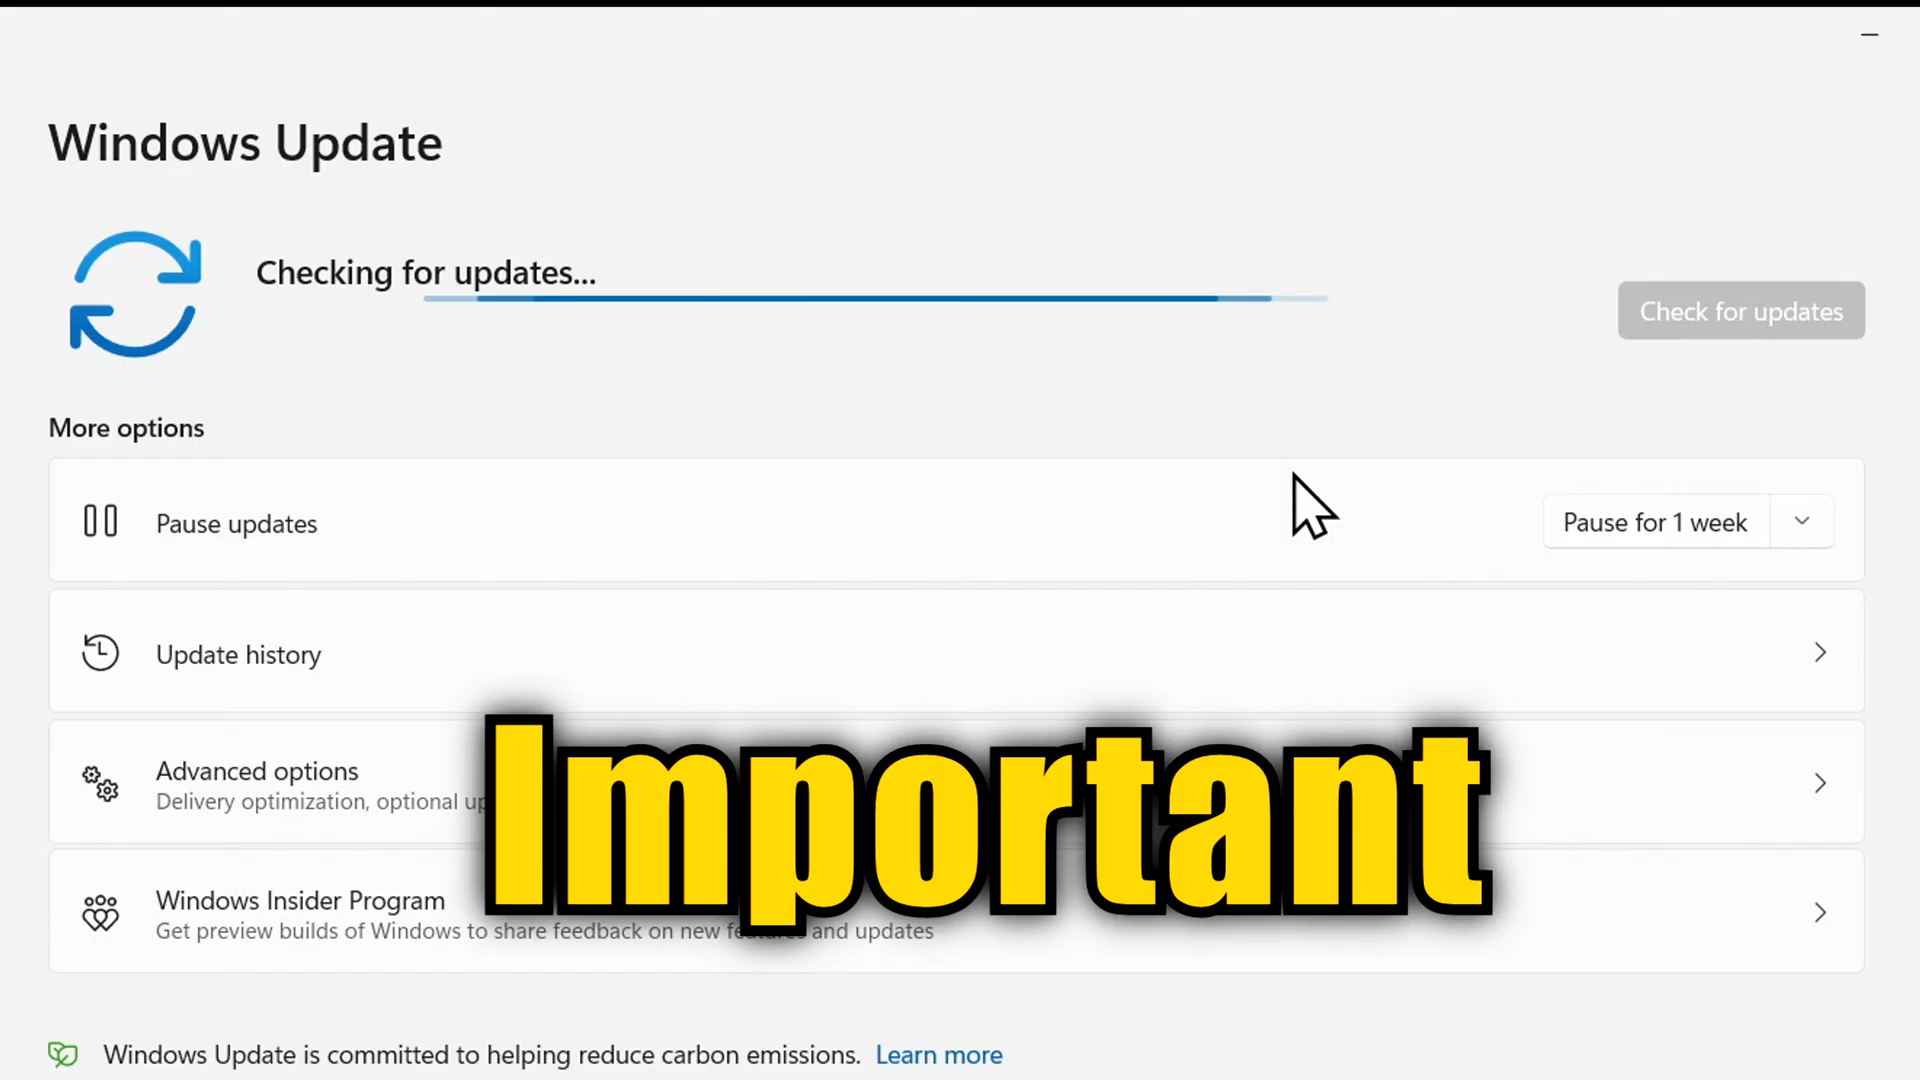 Windows Update
Checking for updates...
Check for updates
More options
Pause updates
Pause for 1 week
Update history
Advanced options
Delivery optimization, optional
Important
Windows Insider Program
Get preview builds of Windows to share feedback on new features and updates
Windows Update is committed to helping reduce carbon emissions. Learn more